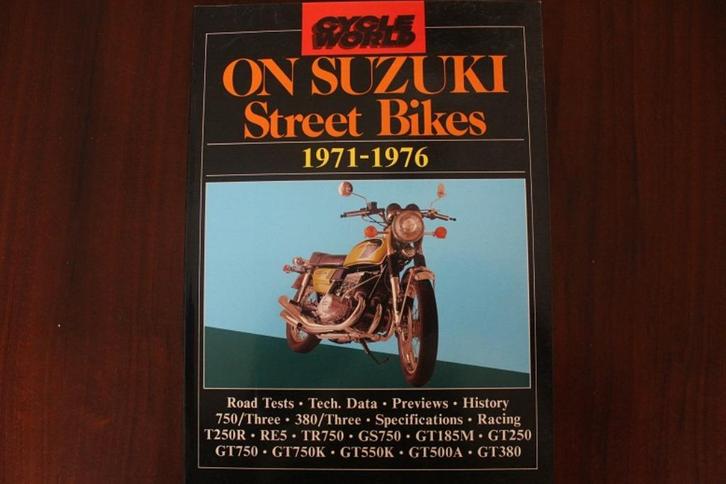 CYCLE
WORLD
ON SUZUKI
Street Bikes
1971-1976
Road Tests • Tech. Data • Previews • History
750/Three • 380/Three • Specifications • Racing
T250R • RE5 • TR750 • GS750 • GT185M • GT250
GT750 • GT750K • GT550K • GT500A • GT380